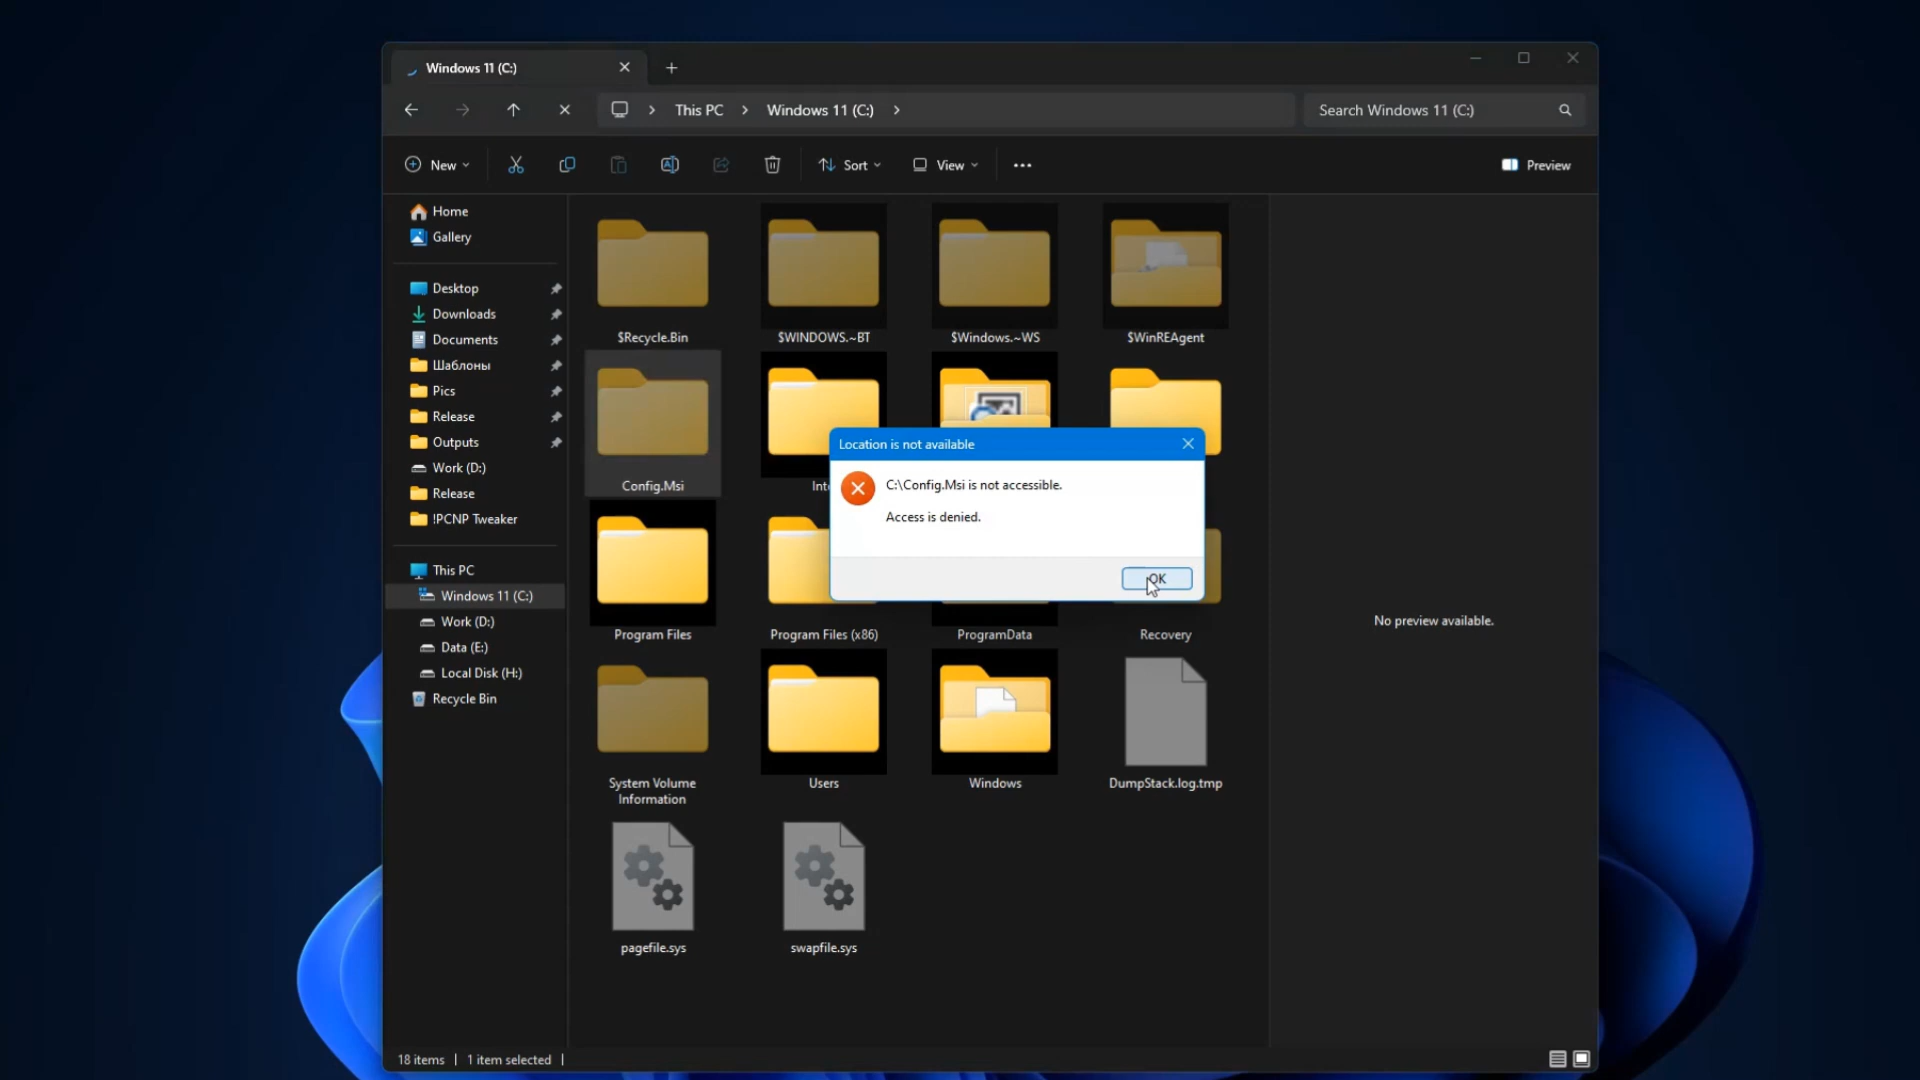 Windows 11 (C:)
This PC
Windows 11 (C:)
Search Windows 11 (C:)
New
Sort
View
Preview
Home
Gallery
Desktop
Downloads
Documents
Шаблоны
Pics
Release
Outputs
Work (D:)
Release
!PCNP Tweaker
This PC
Windows 11 (C:)
Work (D:)
Data (E:)
Local Disk (H:)
Recycle Bin
$Recycle.Bin
$WINDOWS.~BT
$Windows.~WS
$WinREAgent
Config.Msi
Location is not available
C:\Config.Msi is not accessible.
Access is denied.
OK
Program Files
Program Files (x86)
ProgramData
Recovery
System Volume
Information
Users
Windows
DumpStack.log.tmp
pagefile.sys
swapfile.sys
No preview available.
18 items
1 item selected